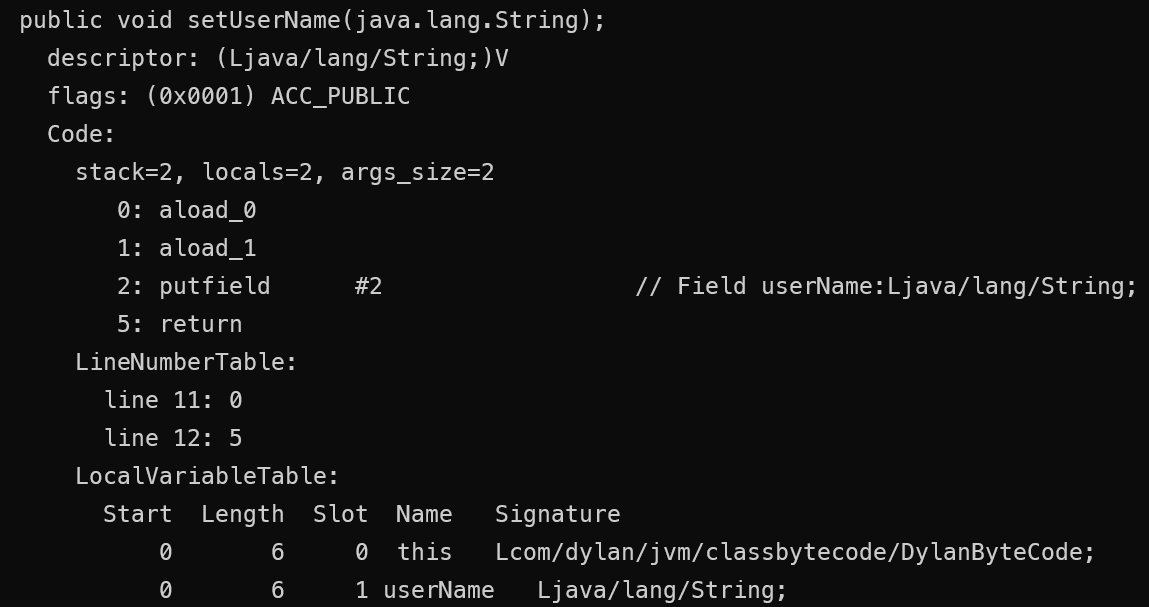 public void setUserName(java.lang.String);
descriptor: (Ljava/lang/String;)V
flags: (0x0001) ACC_PUBLIC
Code:
stack=2, locals=2, args_size=2
0: aload_0
1: aload_1
2: putfield #2 // Field userName:Ljava/lang/String;
5: return
LineNumberTable:
line 11: 0
line 12: 5
LocalVariableTable:
Start Length Slot Name Signature
0 6 0 this Lcom/dylan/jvm/classbytecode/DylanByteCode;
0 6 1 userName Ljava/lang/String;